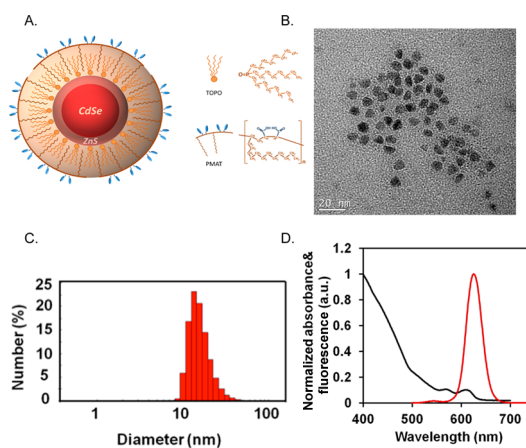 A.
B.
CdSe
ZnS
TOPO
PMAT
20 nm
C.
D.
Number (%)
25
20
15
10
5
0
1
10
100
Diameter (nm)
Normalized absorbance&
fluorescence (a.u.)
1.2
1
0.8
0.6
0.4
0.2
0
400
500
600
700
Wavelength (nm)